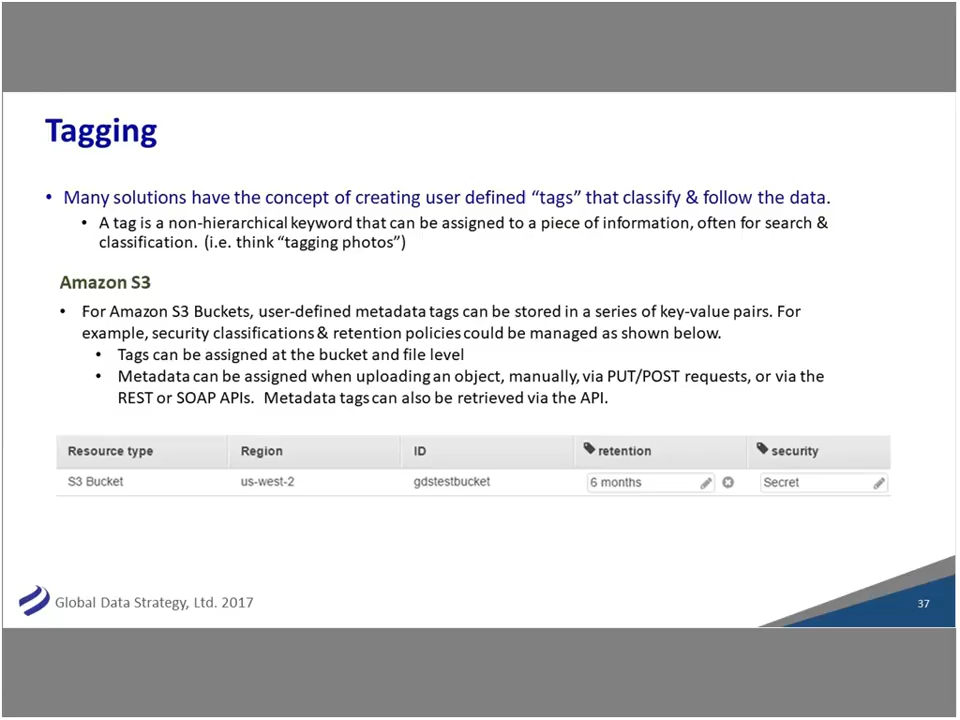 Tagging
• Many solutions have the concept of creating user defined “tags” that classify & follow the data.
• A tag is a non-hierarchical keyword that can be assigned to a piece of information, often for search &
classification. (i.e. think “tagging photos”)
Amazon S3
• For Amazon S3 Buckets, user-defined metadata tags can be stored in a series of key-value pairs. For
example, security classifications & retention policies could be managed as shown below.
• Tags can be assigned at the bucket and file level
• Metadata can be assigned when uploading an object, manually, via PUT/POST requests, or via the
REST or SOAP APIs. Metadata tags can also be retrieved via the API.
Resource type Region ID retention security
S3 Bucket us-west-2 gdstestbucket 6 months Secret
Global Data Strategy, Ltd. 2017
37